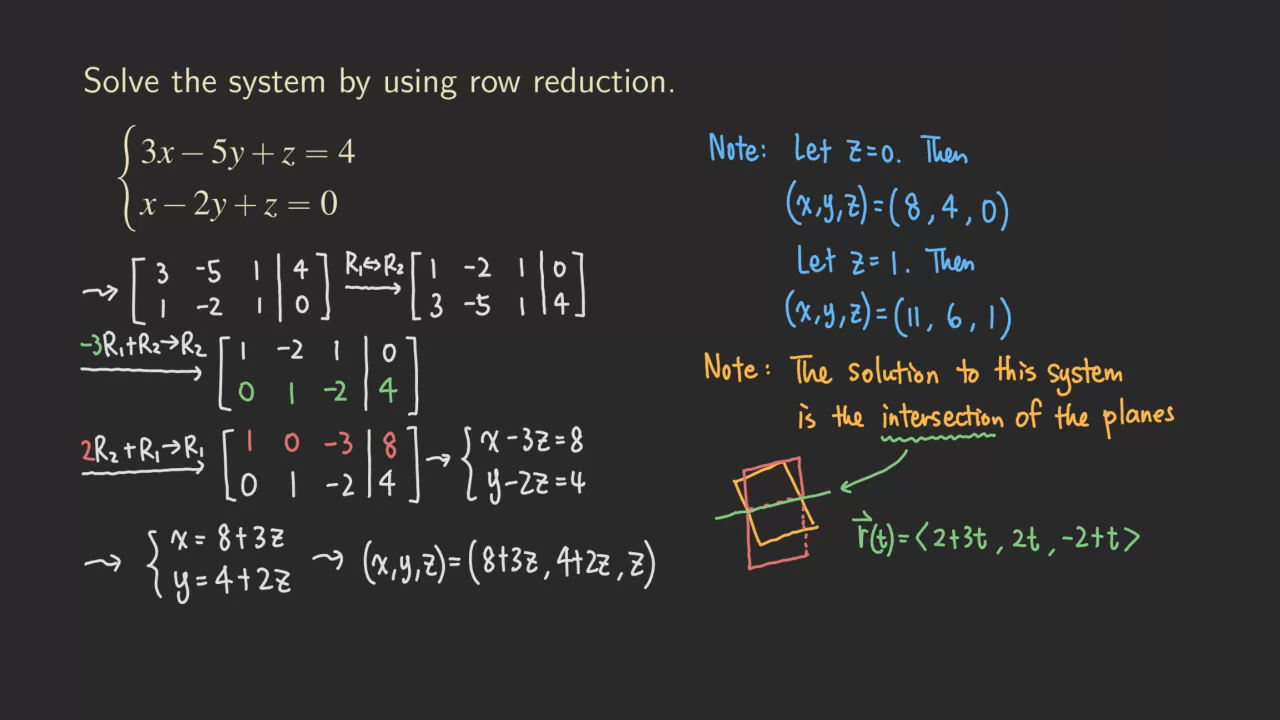 Solve the system by using row reduction.
{ 3x − 5y + z = 4
x − 2y + z = 0
⇝ [ 3 -5 1 | 4 ] R₁↔R₂ → [ 1 -2 1 | 0 ]
[ 1 -2 1 | 0 ] [ 3 -5 1 | 4 ]
-3R₁+R₂→R₂ [ 1 -2 1 | 0 ]
[ 0 1 -2 | 4 ]
2R₂+R₁→R₁ [ 1 0 -3 | 8 ] ⇝ { x-3z=8
[ 0 1 -2 | 4 ] y-2z=4
⇝ { x = 8+3z
y = 4+2z ⇝ (x,y,z)=(8+3z, 4+2z, z)
Note: Let z=0. Then
(x,y,z)=(8, 4, 0)
Let z=1. Then
(x,y,z)=(11, 6, 1)
Note: The solution to this system
is the intersection of the planes
r⃗(t)=⟨2+3t, 2t, -2+t⟩